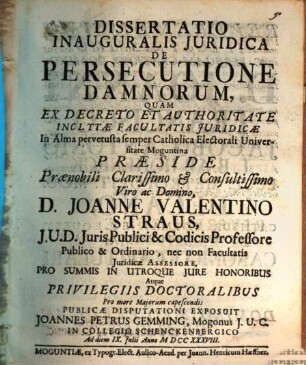 DISSERTATIO
INAUGURALIS JURIDICA
DE
PERSECUTIONE
DAMNORUM,
QUAM
EX DECRETO ET AUTHORITATE
INCLYTÆ FACULTATIS JURIDICÆ
In Alma pervetusta semper Catholica Electorali Univer-
sitate Moguntina
PRÆSIDE
Prænobili Clarissimo & Consultissimo
Viro ac Domino,
D. JOANNE VALENTINO
STRAUS,
J.U.D. Juris Publici & Codicis Professore
Publico & Ordinario, nec non Facultatis
Juridicæ ASSESSORE,
PRO SUMMIS IN UTROQUE JURE HONORIBUS
Atque
PRIVILEGIIS DOCTORALIBUS
Pro more Majorum capessendis
PUBLICÆ DISPUTATIONI EXPOSUIT
JOANNES PETRUS GEMMING, Mogonus J. U. C.
IN COLLEGIO SCHENCKENBERGICO
Ad diem IX. Julii Anno M DCC XXXVIII.
MOGUNTIÆ, ex Typogr. Elect. Aulico-Acad. per Joann. Henricum Hæffner.